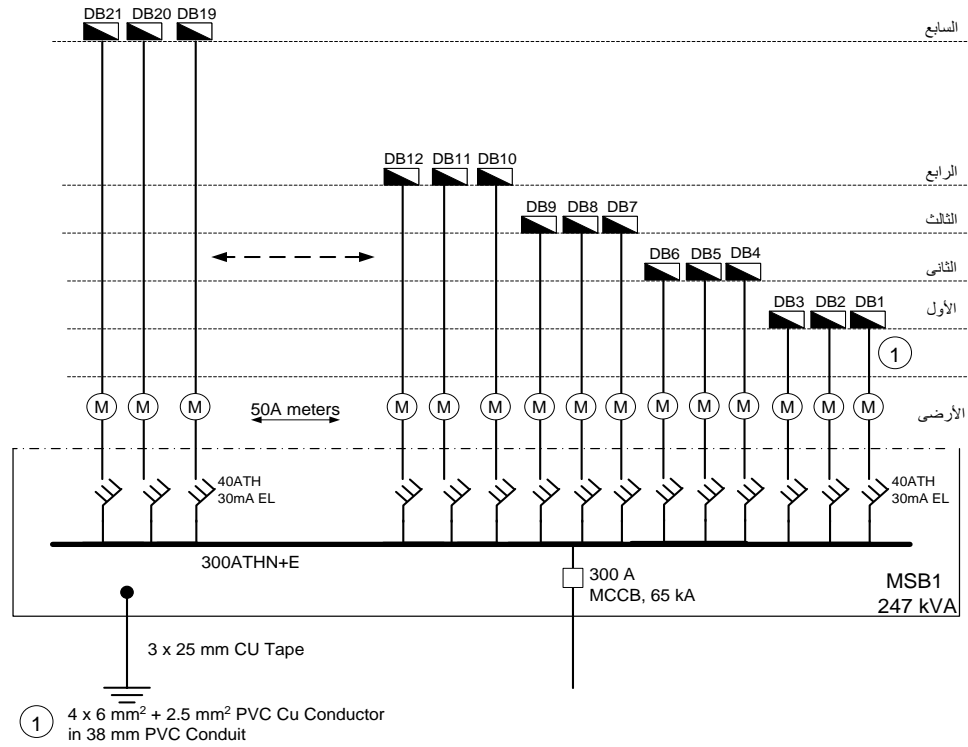 DB21 DB20 DB19
السابع
DB12 DB11 DB10
الرابع
DB9 DB8 DB7
الثالث
DB6 DB5 DB4
الثانى
DB3 DB2 DB1
الأول
1
M M M
50A meters
M M M M M M M M M M M M
الأرضى
40ATH
30mA EL
40ATH
30mA EL
300ATHN+E
300 A
MCCB, 65 kA
MSB1
247 kVA
3 x 25 mm CU Tape
1
4 x 6 mm² + 2.5 mm² PVC Cu Conductor
in 38 mm PVC Conduit